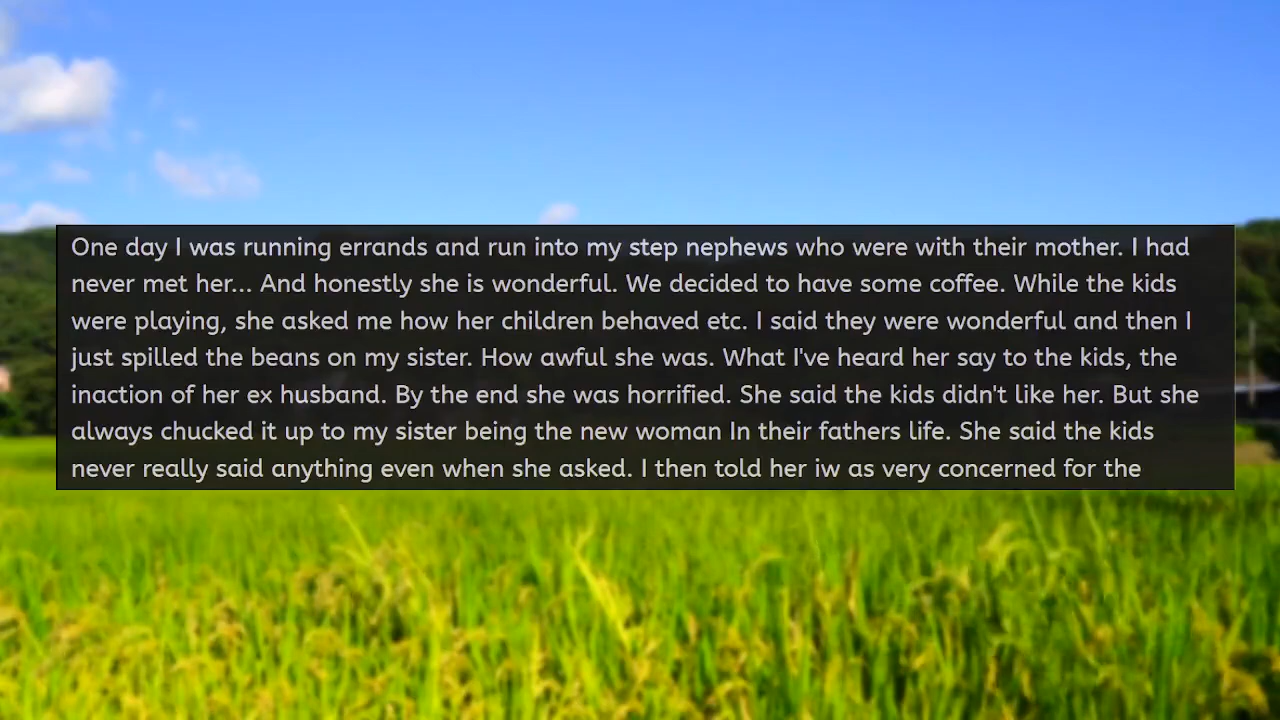 One day I was running errands and run into my step nephews who were with their mother. I had
never met her... And honestly she is wonderful. We decided to have some coffee. While the kids
were playing, she asked me how her children behaved etc. I said they were wonderful and then I
just spilled the beans on my sister. How awful she was. What I've heard her say to the kids, the
inaction of her ex husband. By the end she was horrified. She said the kids didn't like her. But she
always chucked it up to my sister being the new woman In their fathers life. She said the kids
never really said anything even when she asked. I then told her iw as very concerned for the